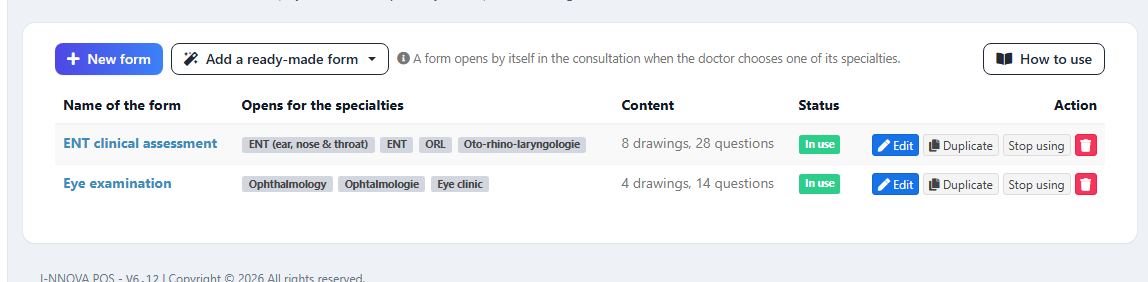 New form Add a ready-made form A form opens by itself in the consultation when the doctor chooses one of its specialties. How to use
Name of the form Opens for the specialties Content Status Action
ENT clinical assessment ENT (ear, nose & throat) ENT ORL Oto-rhino-laryngologie 8 drawings, 28 questions In use Edit Duplicate Stop using
Eye examination Ophthalmology Ophtalmologie Eye clinic 4 drawings, 14 questions In use Edit Duplicate Stop using
I-NNOVA POS - V6.12 | Copyright © 2026 All rights reserved.